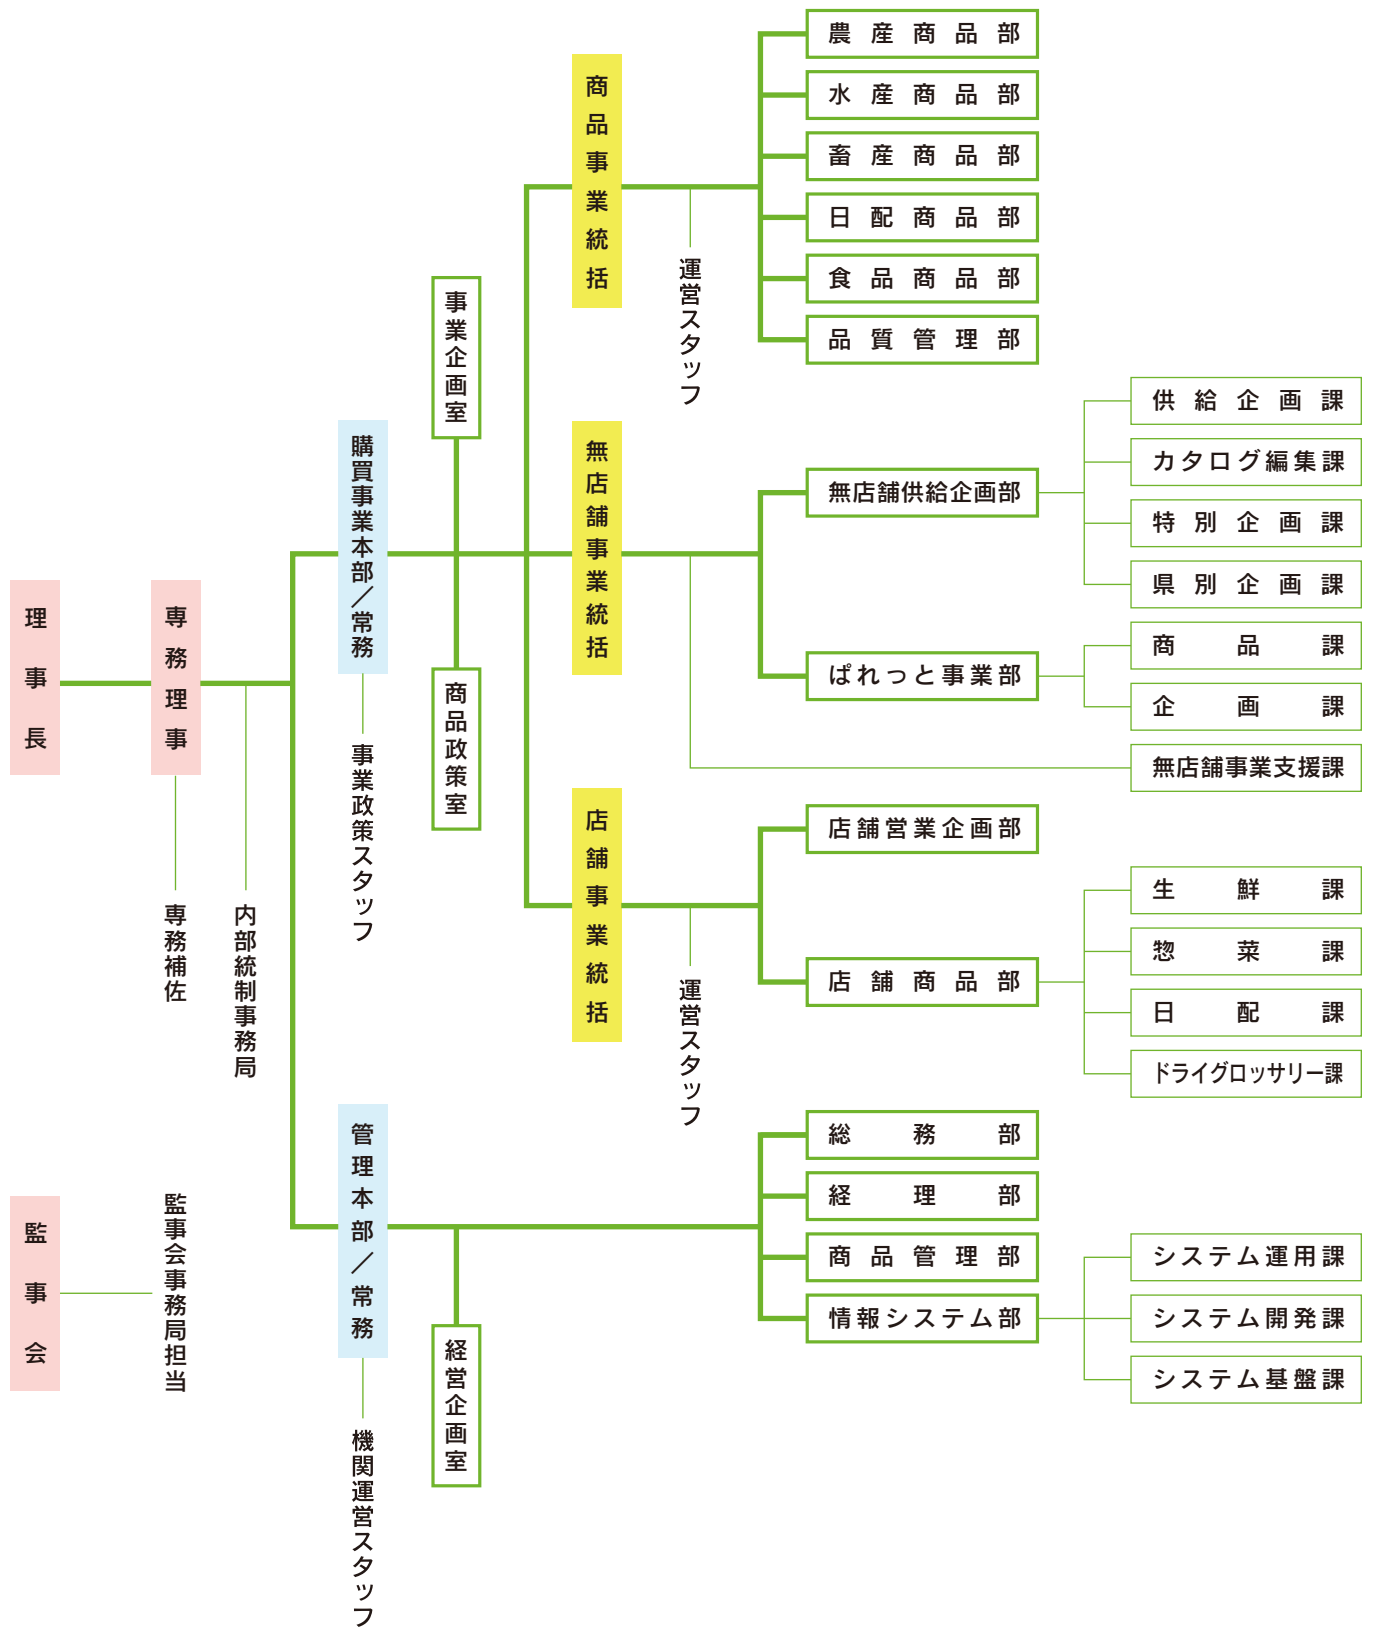 理事長
専務理事
専務補佐
内部統制事務局
監事会
監事会事務局担当
購買事業本部／常務
事業政策スタッフ
事業企画室
商品政策室
商品事業統括
運営スタッフ
農産商品部
水産商品部
畜産商品部
日配商品部
食品商品部
品質管理部
無店舗事業統括
無店舗供給企画部
供給企画課
カタログ編集課
特別企画課
県別企画課
ぱれっと事業部
商品課
企画課
無店舗事業支援課
店舗事業統括
運営スタッフ
店舗営業企画部
店舗商品部
生鮮課
惣菜課
日配課
ドライグロッサリー課
管理本部／常務
機関運営スタッフ
経営企画室
総務部
経理部
商品管理部
情報システム部
システム運用課
システム開発課
システム基盤課